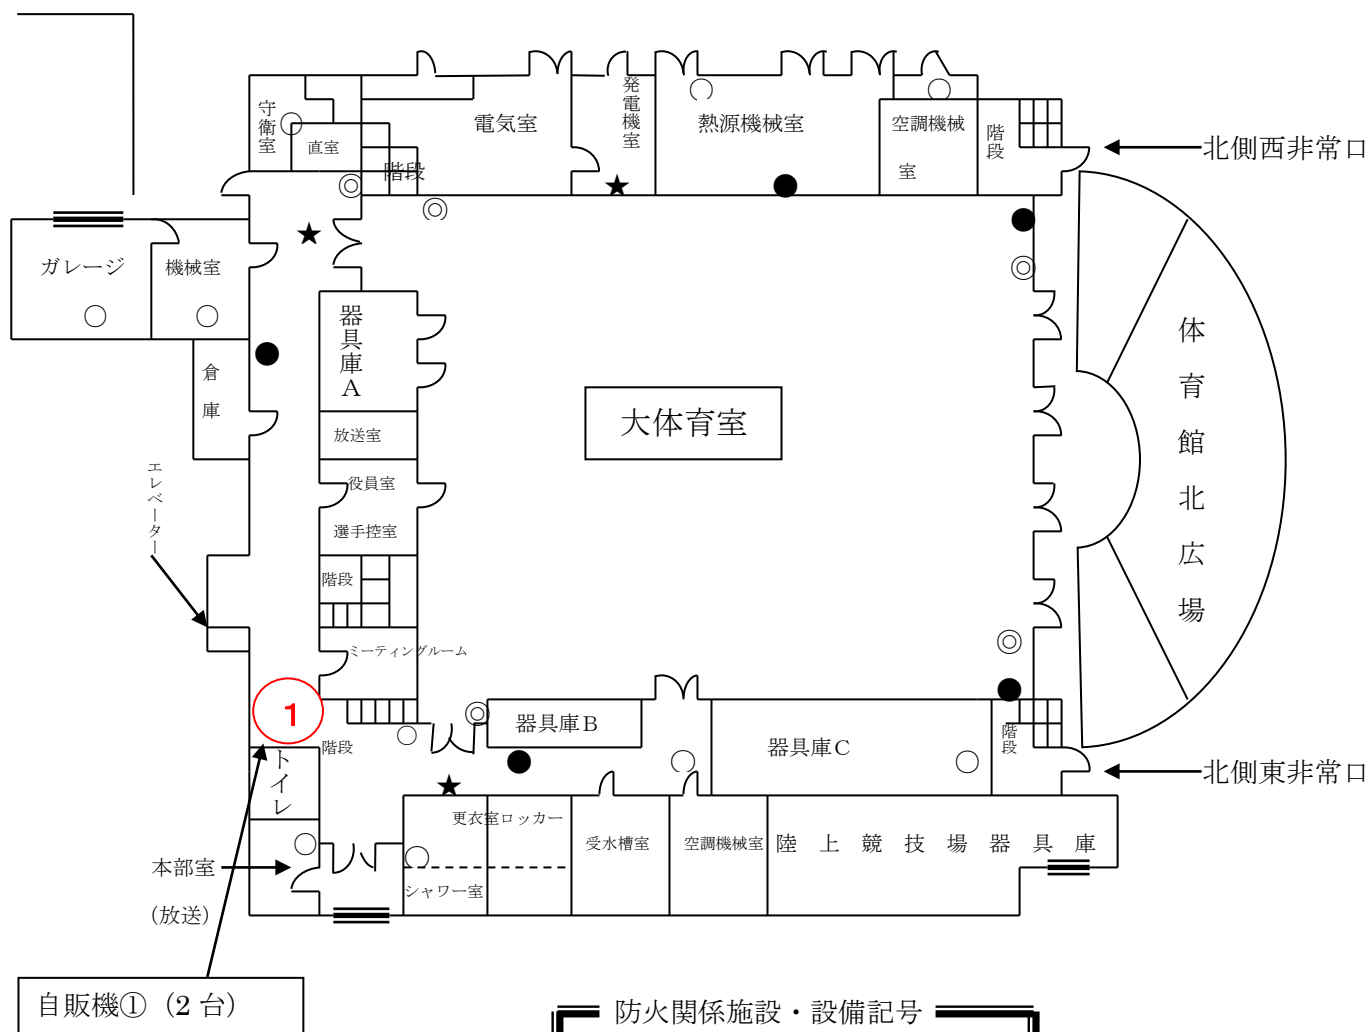 守衛室
直室
階段
電気室
発電機室
熱源機械室
空調機械
室
階段
北側西非常口
ガレージ
機械室
倉庫
エレベーター
器具庫A
放送室
役員室
選手控室
階段
ミーティングルーム
大体育室
体育館北広場
1
階段
トイレ
器具庫B
器具庫C
階段
北側東非常口
更衣室ロッカー
シャワー室
受水槽室
空調機械室
陸上競技場器具庫
本部室
(放送)
自販機①(2台)
防火関係施設・設備記号